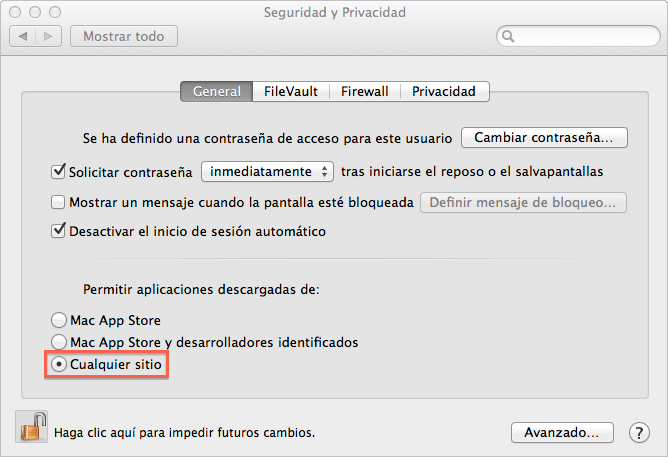 Seguridad y Privacidad
Mostrar todo
General FileVault Firewall Privacidad
Se ha definido una contraseña de acceso para este usuario Cambiar contraseña...
Solicitar contraseña inmediatamente tras iniciarse el reposo o el salvapantallas
Mostrar un mensaje cuando la pantalla esté bloqueada Definir mensaje de bloqueo...
Desactivar el inicio de sesión automático
Permitir aplicaciones descargadas de:
Mac App Store
Mac App Store y desarrolladores identificados
Cualquier sitio
Haga clic aquí para impedir futuros cambios. Avanzado... ?